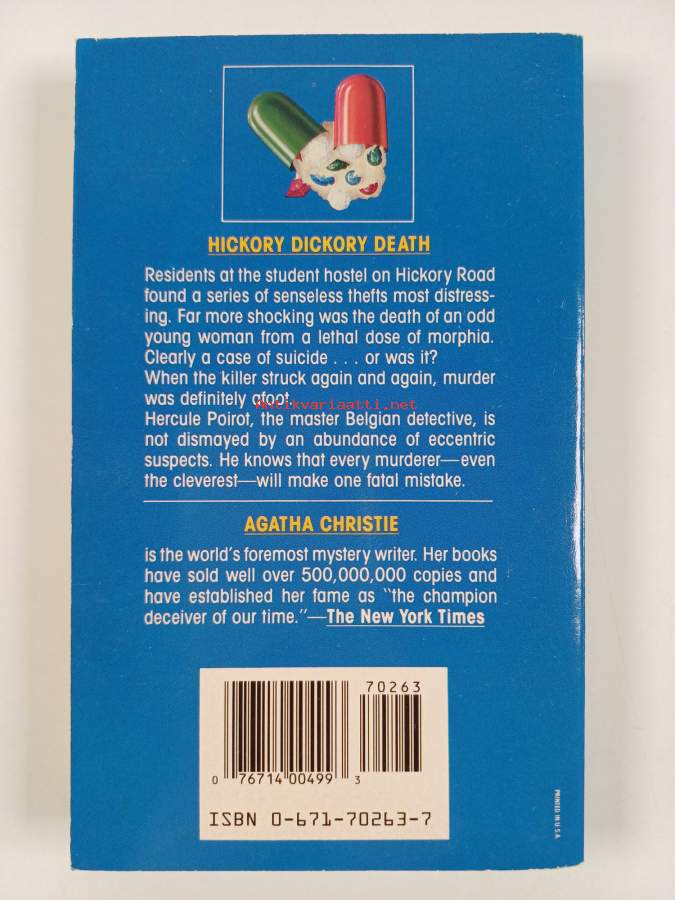 HICKORY DICKORY DEATH
Residents at the student hostel on Hickory Road
found a series of senseless thefts most distress-
ing. Far more shocking was the death of an odd
young woman from a lethal dose of morphia.
Clearly a case of suicide . . . or was it?
When the killer struck again and again, murder
was definitely afoot.
Antikvariaatti.net
Hercule Poirot, the master Belgian detective, is
not dismayed by an abundance of eccentric
suspects. He knows that every murderer—even
the cleverest—will make one fatal mistake.
AGATHA CHRISTIE
is the world's foremost mystery writer. Her books
have sold well over 500,000,000 copies and
have established her fame as "the champion
deceiver of our time."—The New York Times
70263
0 76714 00499 3
ISBN 0-671-70263-7
PRINTED IN U.S.A.